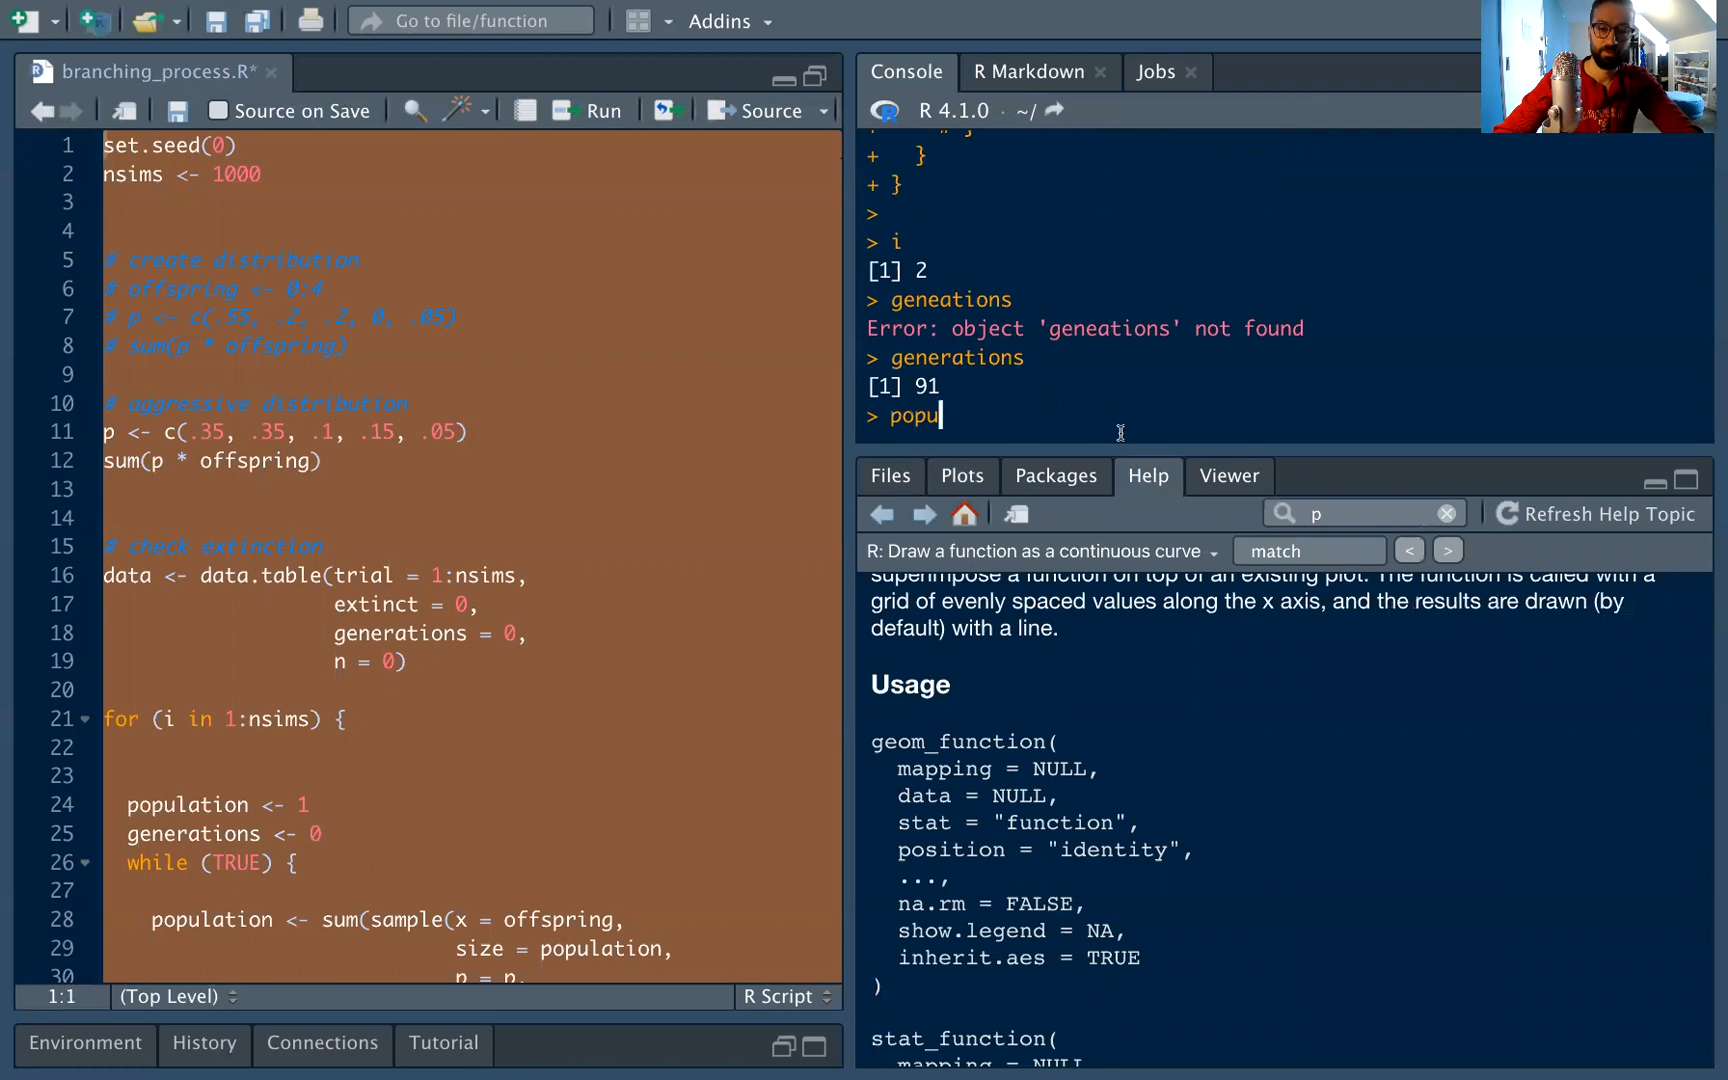 Go to file/function
Addins
branching_process.R*
Source on Save
Run
Source
1 set.seed(0)
2 nsims <- 1000
3
4
5 # create distribution
6 # offspring <- 0:4
7 # p <- c(.55, .2, .2, 0, .05)
8 # sum(p * offspring)
9
10 # aggressive distribution
11 p <- c(.35, .35, .1, .15, .05)
12 sum(p * offspring)
13
14
15 # check extinction
16 data <- data.table(trial = 1:nsims,
17 extinct = 0,
18 generations = 0,
19 n = 0)
20
21 for (i in 1:nsims) {
22
23
24 population <- 1
25 generations <- 0
26 while (TRUE) {
27
28 population <- sum(sample(x = offspring,
29 size = population,
30 p = p,
1:1 (Top Level) R Script
Environment History Connections Tutorial
Console R Markdown Jobs
R 4.1.0 · ~/
+ }
+ }
>
> i
[1] 2
> geneations
Error: object 'geneations' not found
> generations
[1] 91
> popu
Files Plots Packages Help Viewer
p
Refresh Help Topic
R: Draw a function as a continuous curve
match
< >
superimpose a function on top of an existing plot. The function is called with a
grid of evenly spaced values along the x axis, and the results are drawn (by
default) with a line.
Usage
geom_function(
mapping = NULL,
data = NULL,
stat = "function",
position = "identity",
...,
na.rm = FALSE,
show.legend = NA,
inherit.aes = TRUE
)
stat_function(
mapping = NULL